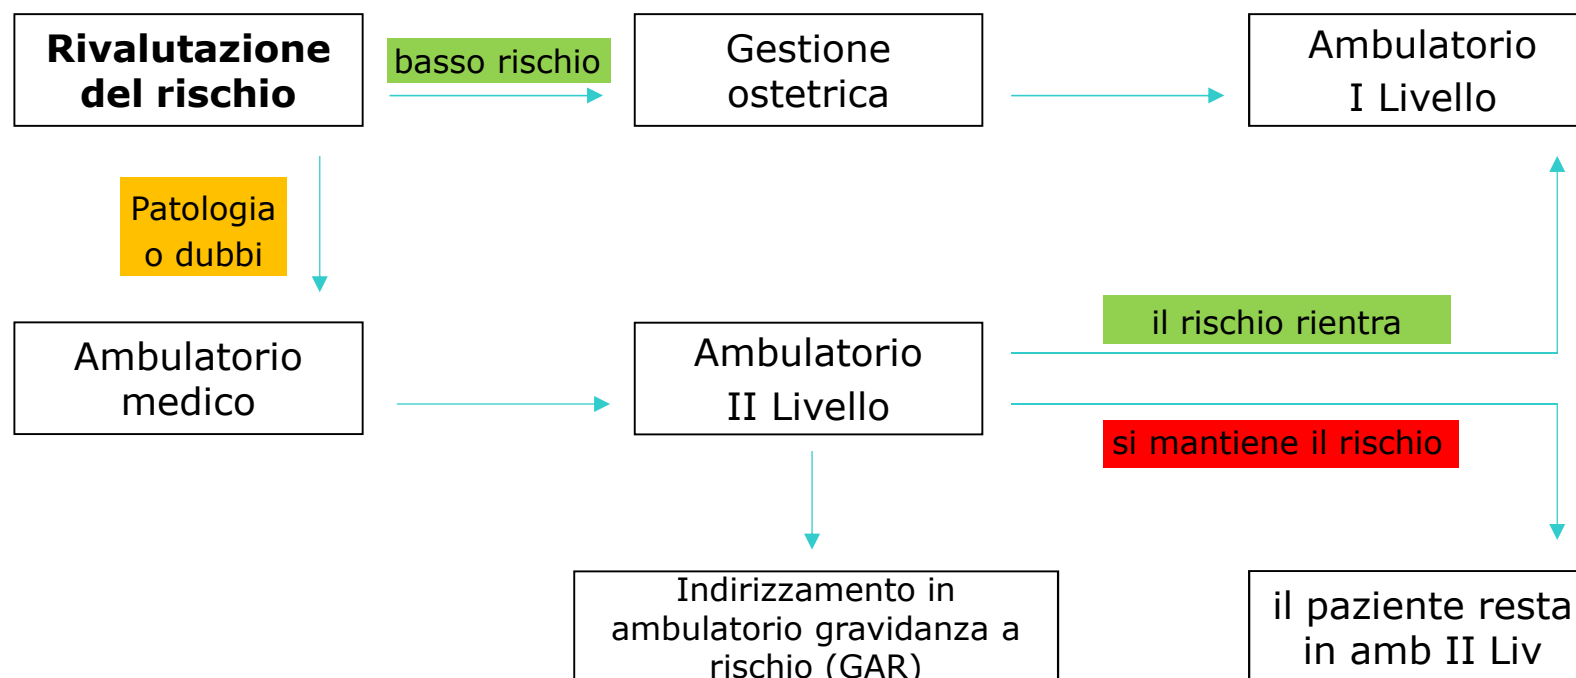 Rivalutazione
del rischio
basso rischio
Gestione
ostetrica
Ambulatorio
I Livello
Patologia
o dubbi
Ambulatorio
medico
Ambulatorio
II Livello
il rischio rientra
si mantiene il rischio
Indirizzamento in
ambulatorio gravidanza a
rischio (GAR)
il paziente resta
in amb II Liv